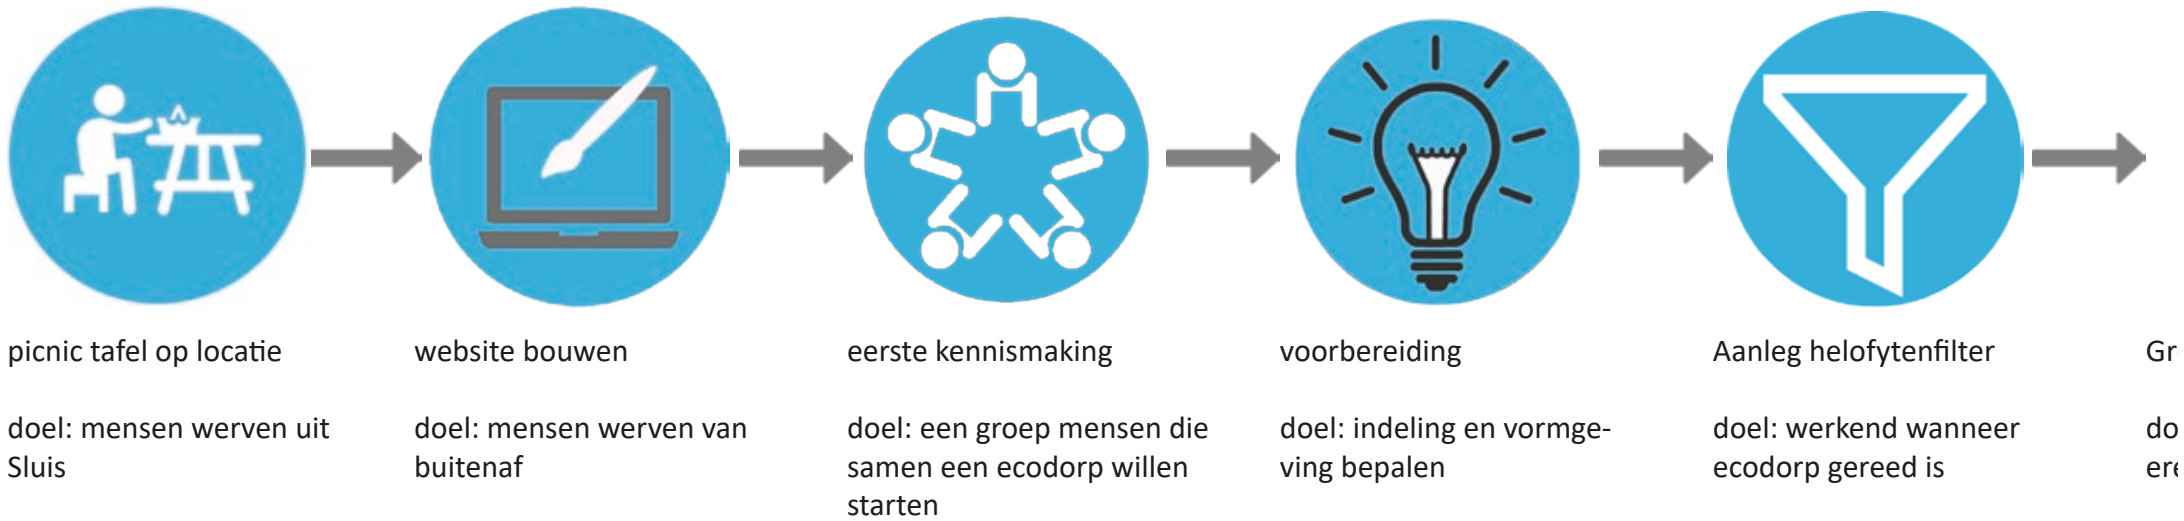 picnic tafel op locatie
doel: mensen werven uit
Sluis
website bouwen
doel: mensen werven van
buitenaf
eerste kennismaking
doel: een groep mensen die
samen een ecodorp willen
starten
voorbereiding
doel: indeling en vormge-
ving bepalen
Aanleg helofytenfilter
doel: werkend wanneer
ecodorp gereed is